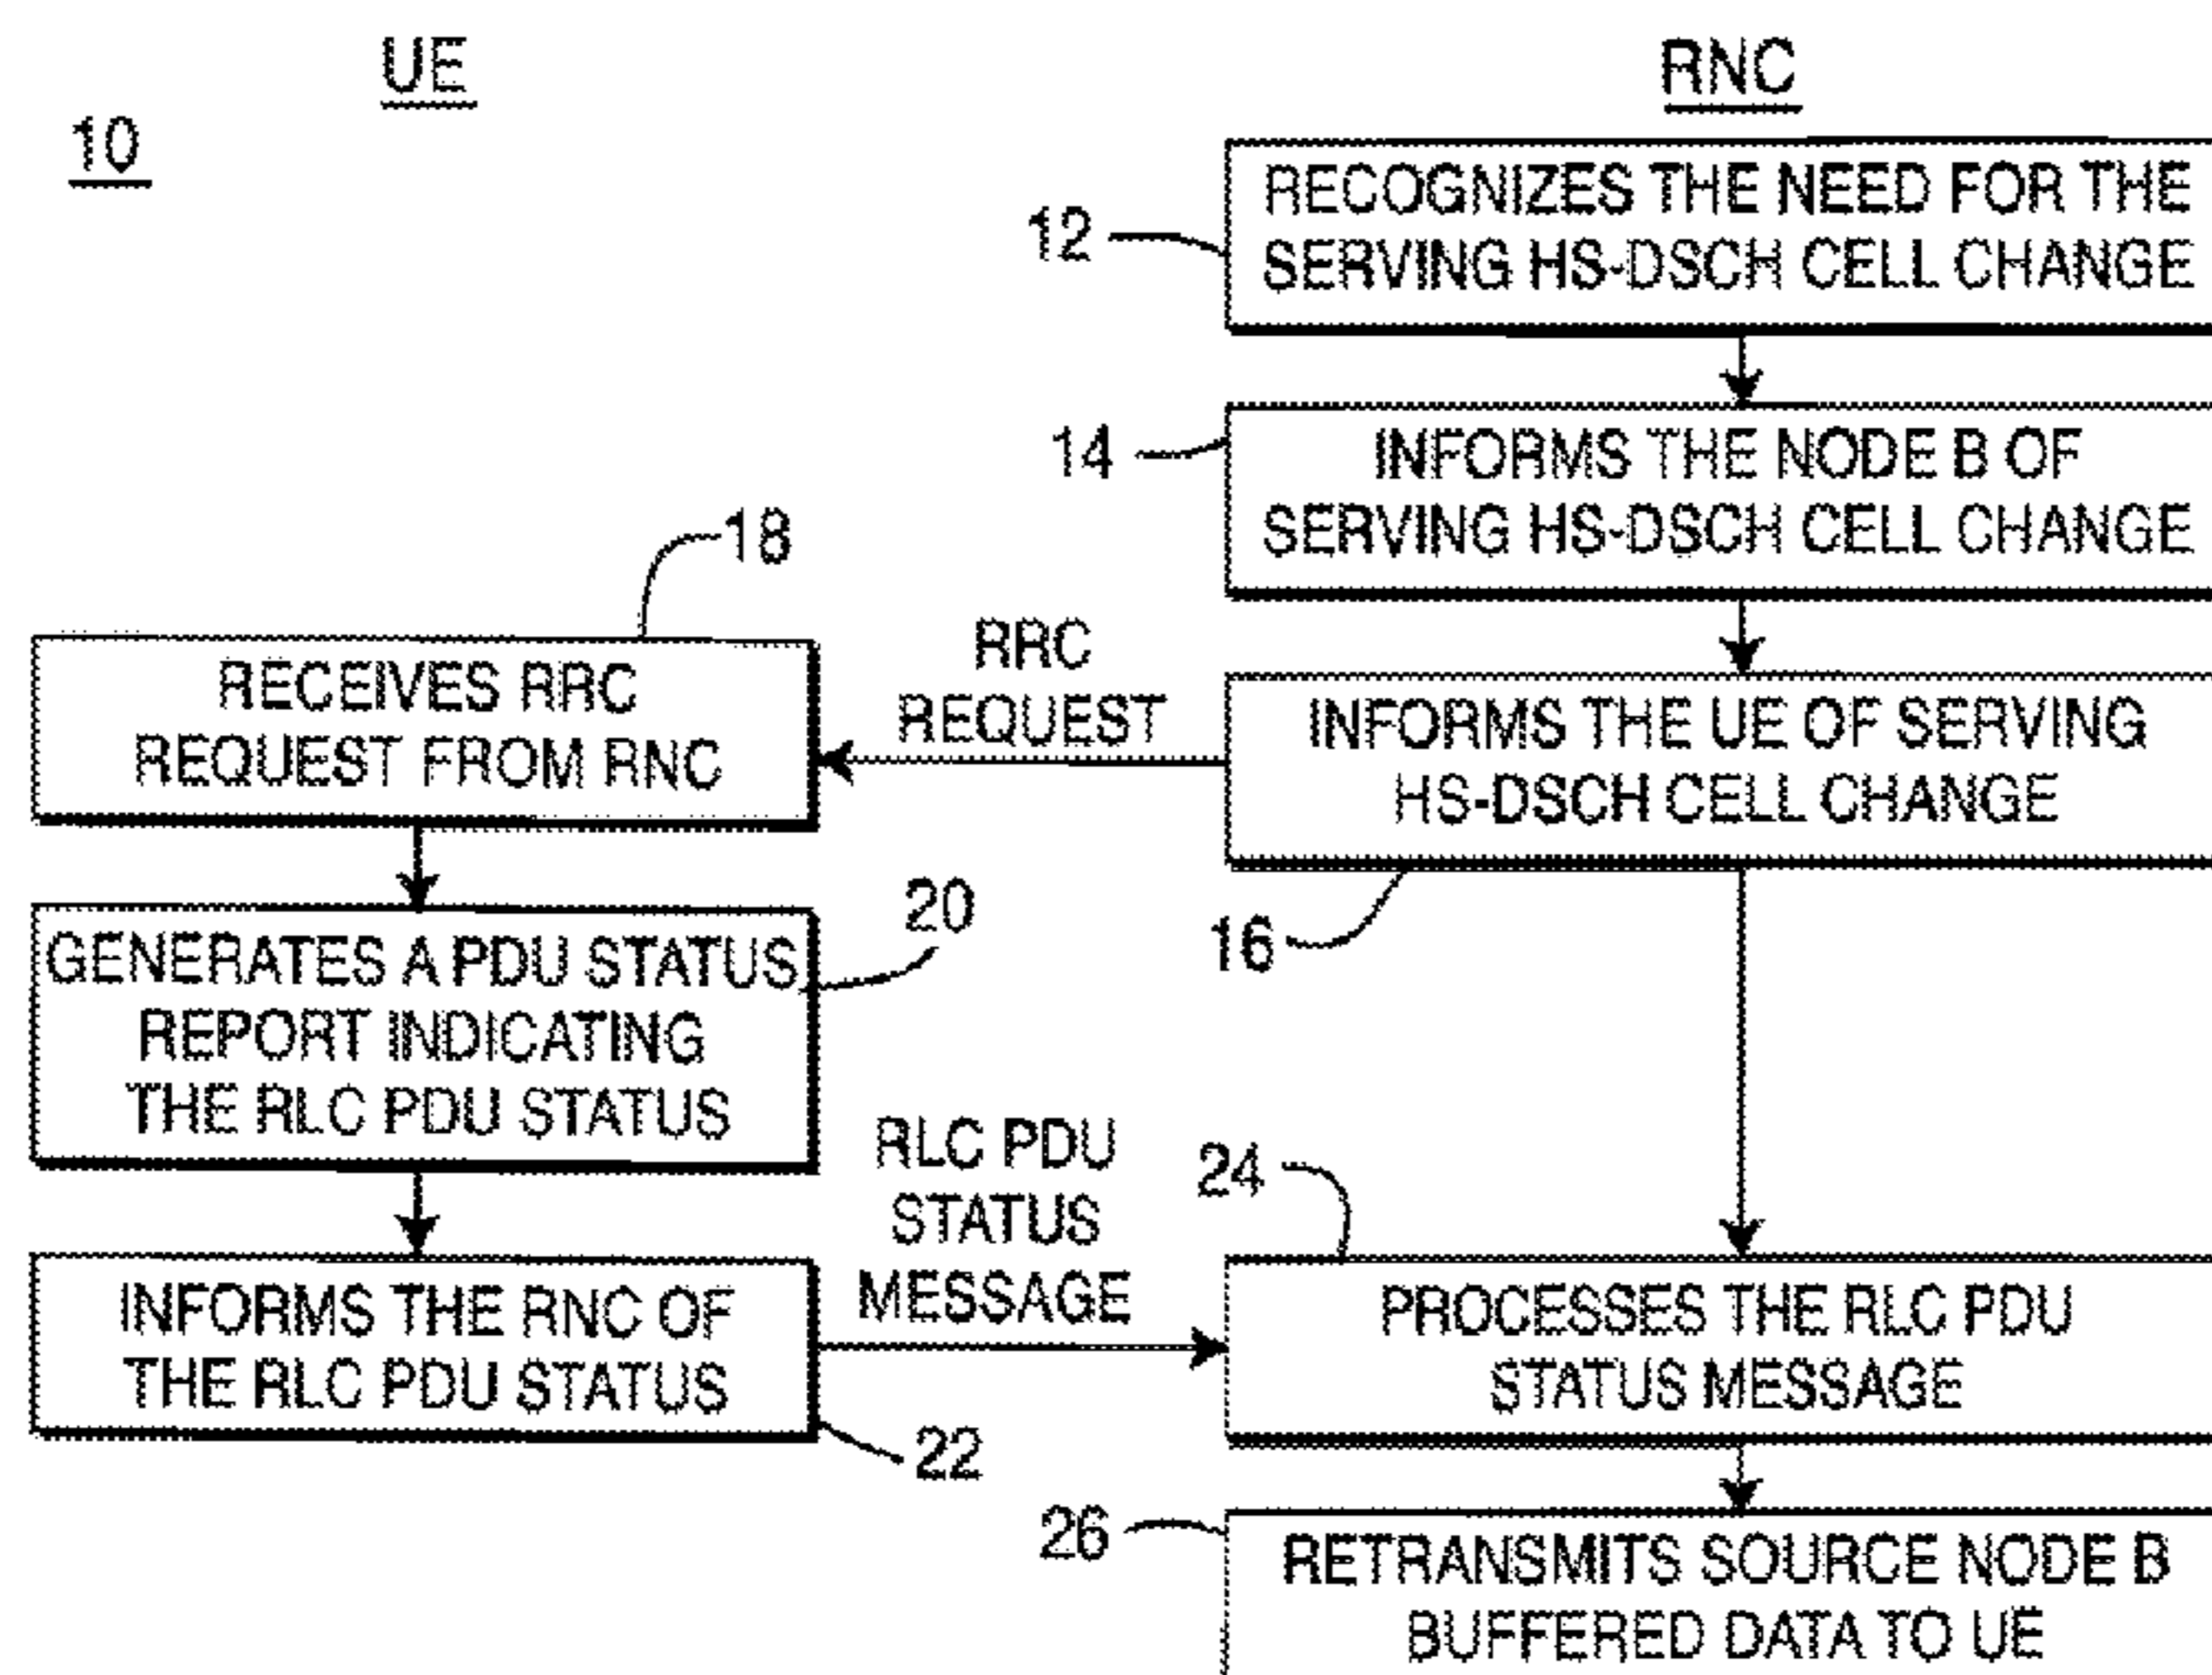 UE
RNC
10
12
RECOGNIZES THE NEED FOR THE
SERVING HS-DSCH CELL CHANGE
14
INFORMS THE NODE B OF
SERVING HS-DSCH CELL CHANGE
18
RECEIVES RRC
REQUEST FROM RNC
RRC
REQUEST
INFORMS THE UE OF SERVING
HS-DSCH CELL CHANGE
16
20
GENERATES A PDU STATUS
REPORT INDICATING
THE RLC PDU STATUS
RLC PDU
STATUS
MESSAGE
24
INFORMS THE RNC OF
THE RLC PDU STATUS
22
PROCESSES THE RLC PDU
STATUS MESSAGE
26
RETRANSMITS SOURCE NODE B
BUFFERED DATA TO UE